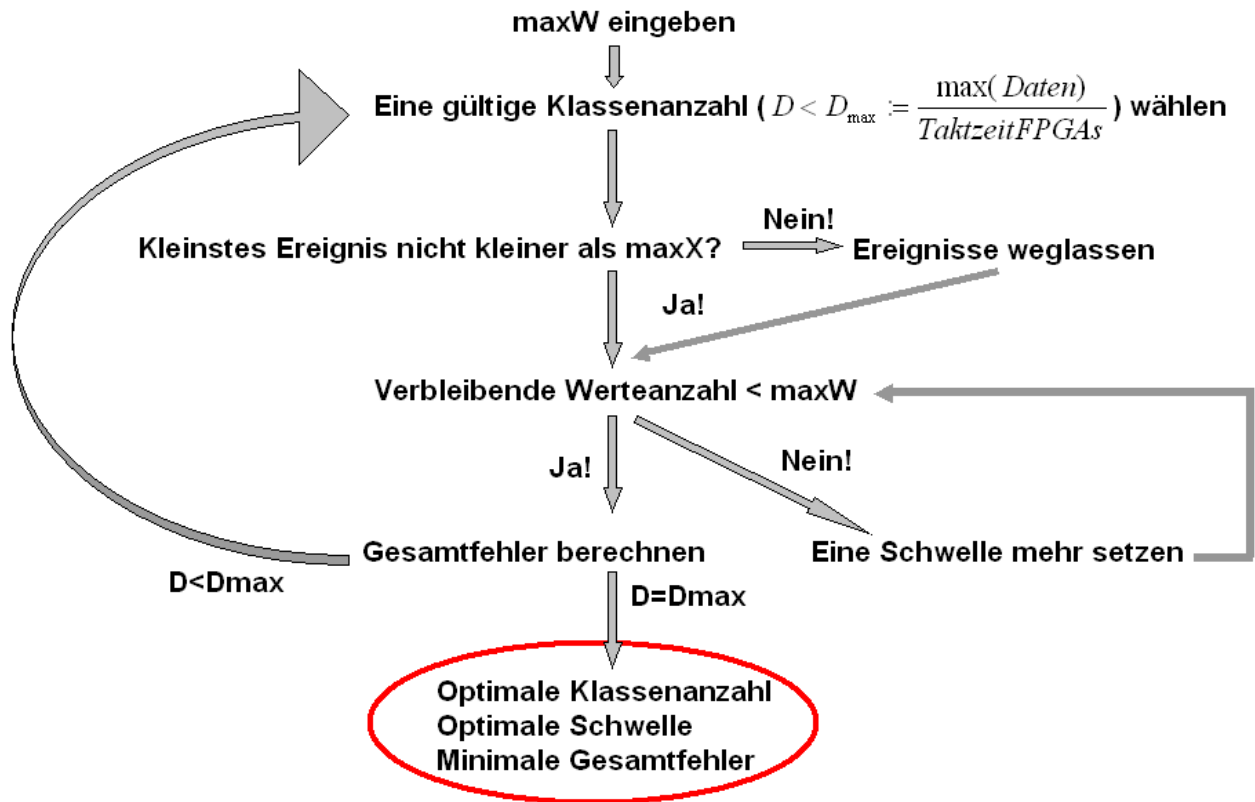 maxW eingeben
Eine gültige Klassenanzahl ( D < D_max := max(Daten) / TaktzeitFPGAs ) wählen
Nein!
Kleinstes Ereignis nicht kleiner als maxX?
Ereignisse weglassen
Ja!
Verbleibende Werteanzahl < maxW
Ja!
Nein!
Gesamtfehler berechnen
Eine Schwelle mehr setzen
D<Dmax
D=Dmax
Optimale Klassenanzahl
Optimale Schwelle
Minimale Gesamtfehler